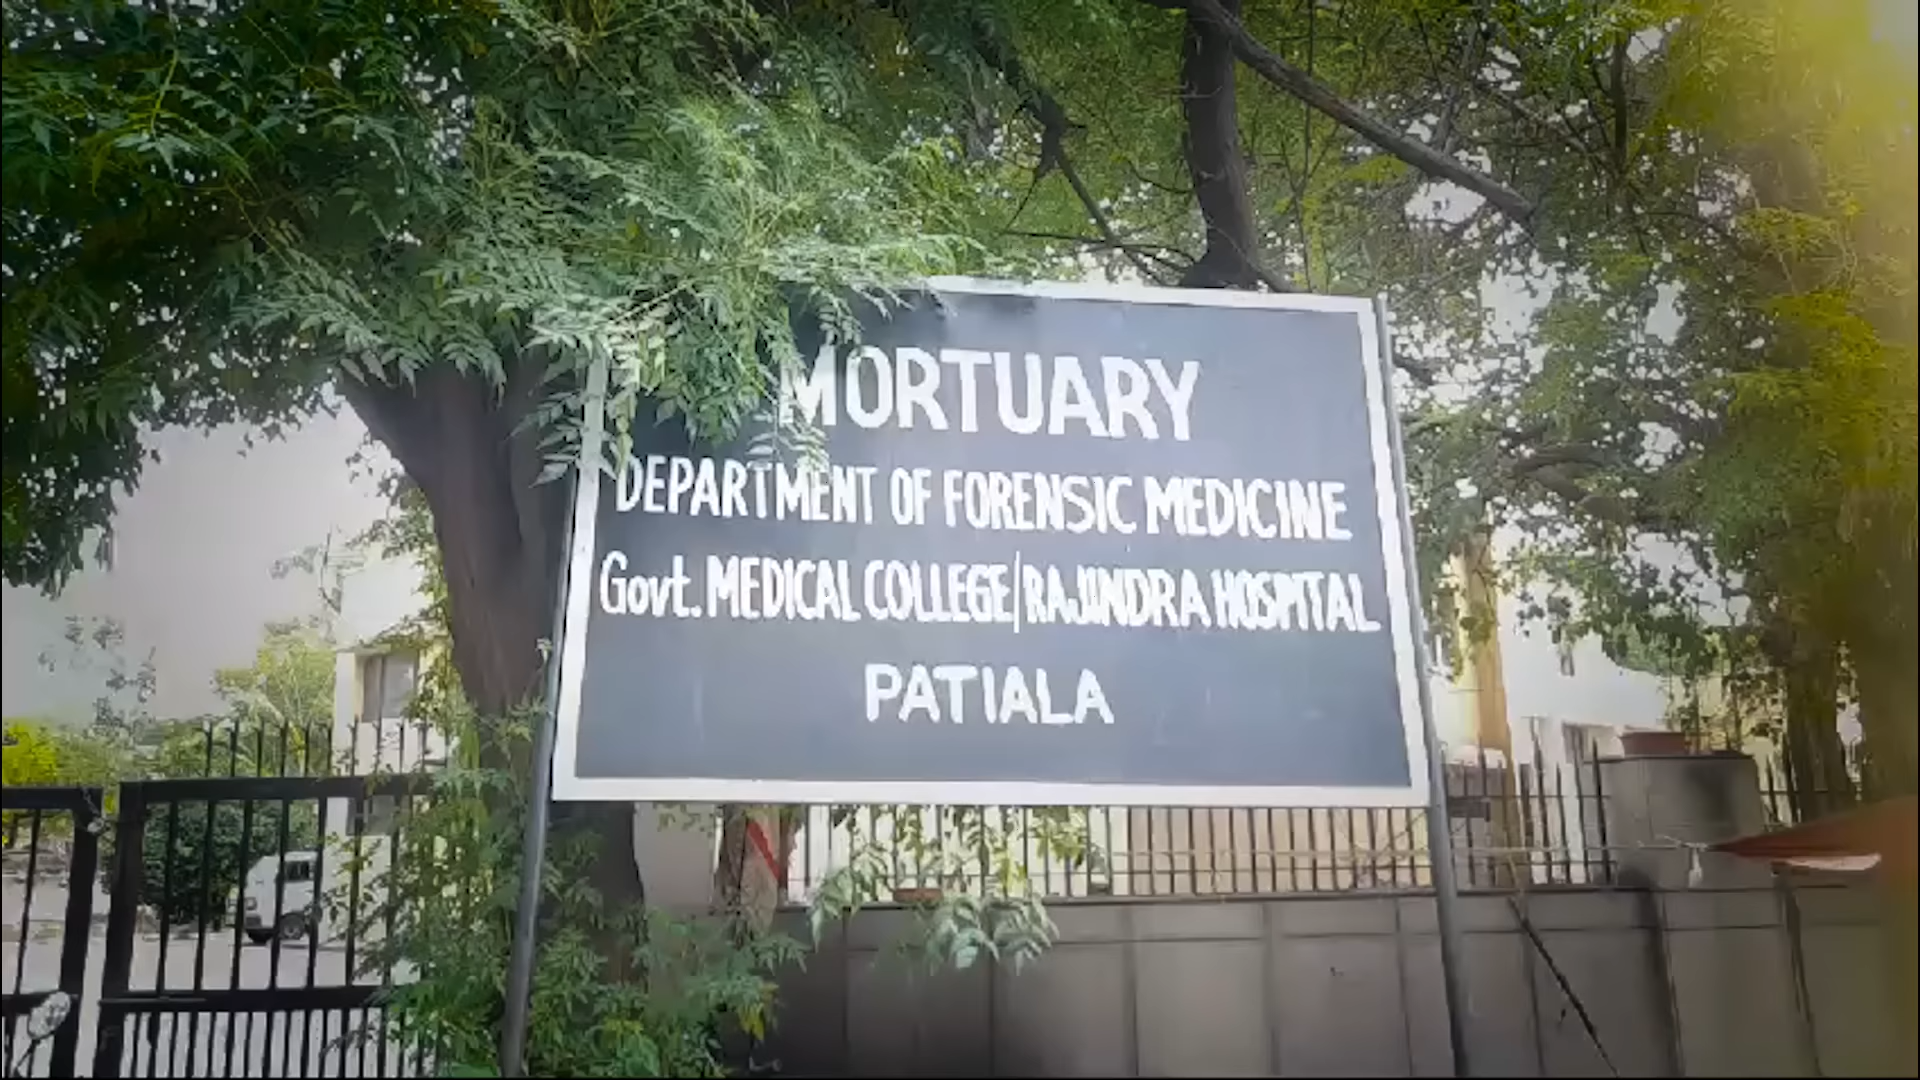 MORTUARY
DEPARTMENT OF FORENSIC MEDICINE
Govt. MEDICAL COLLEGE/RAJINDRA HOSPITAL
PATIALA